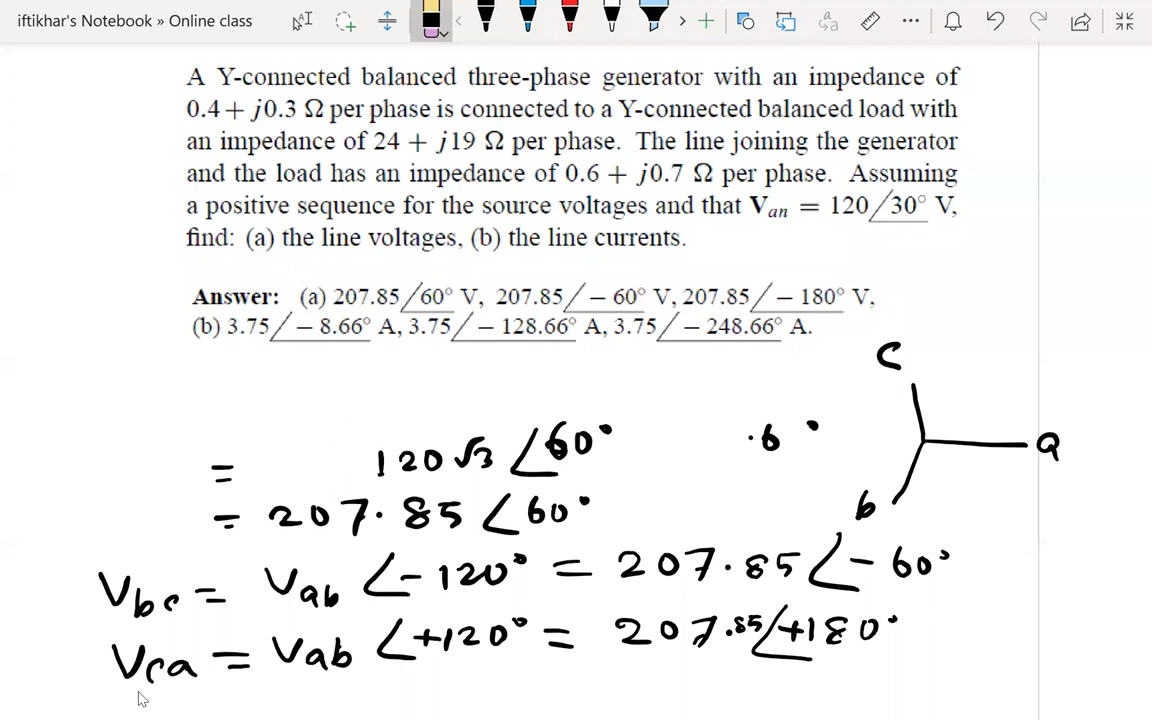 iftikhar's Notebook » Online class
A Y-connected balanced three-phase generator with an impedance of
0.4 + j0.3 Ω per phase is connected to a Y-connected balanced load with
an impedance of 24 + j19 Ω per phase. The line joining the generator
and the load has an impedance of 0.6 + j0.7 Ω per phase. Assuming
a positive sequence for the source voltages and that Van = 120/30° V,
find: (a) the line voltages, (b) the line currents.
Answer: (a) 207.85/60° V, 207.85/− 60° V, 207.85/− 180° V,
(b) 3.75/− 8.66° A, 3.75/− 128.66° A, 3.75/− 248.66° A.
c
= 120√3 ∠60°
.6 °
a
= 207.85 ∠60°
b
Vbc = Vab ∠-120° = 207.85 ∠- 60°
Vca = Vab ∠+120° = 207.85 ∠+180°